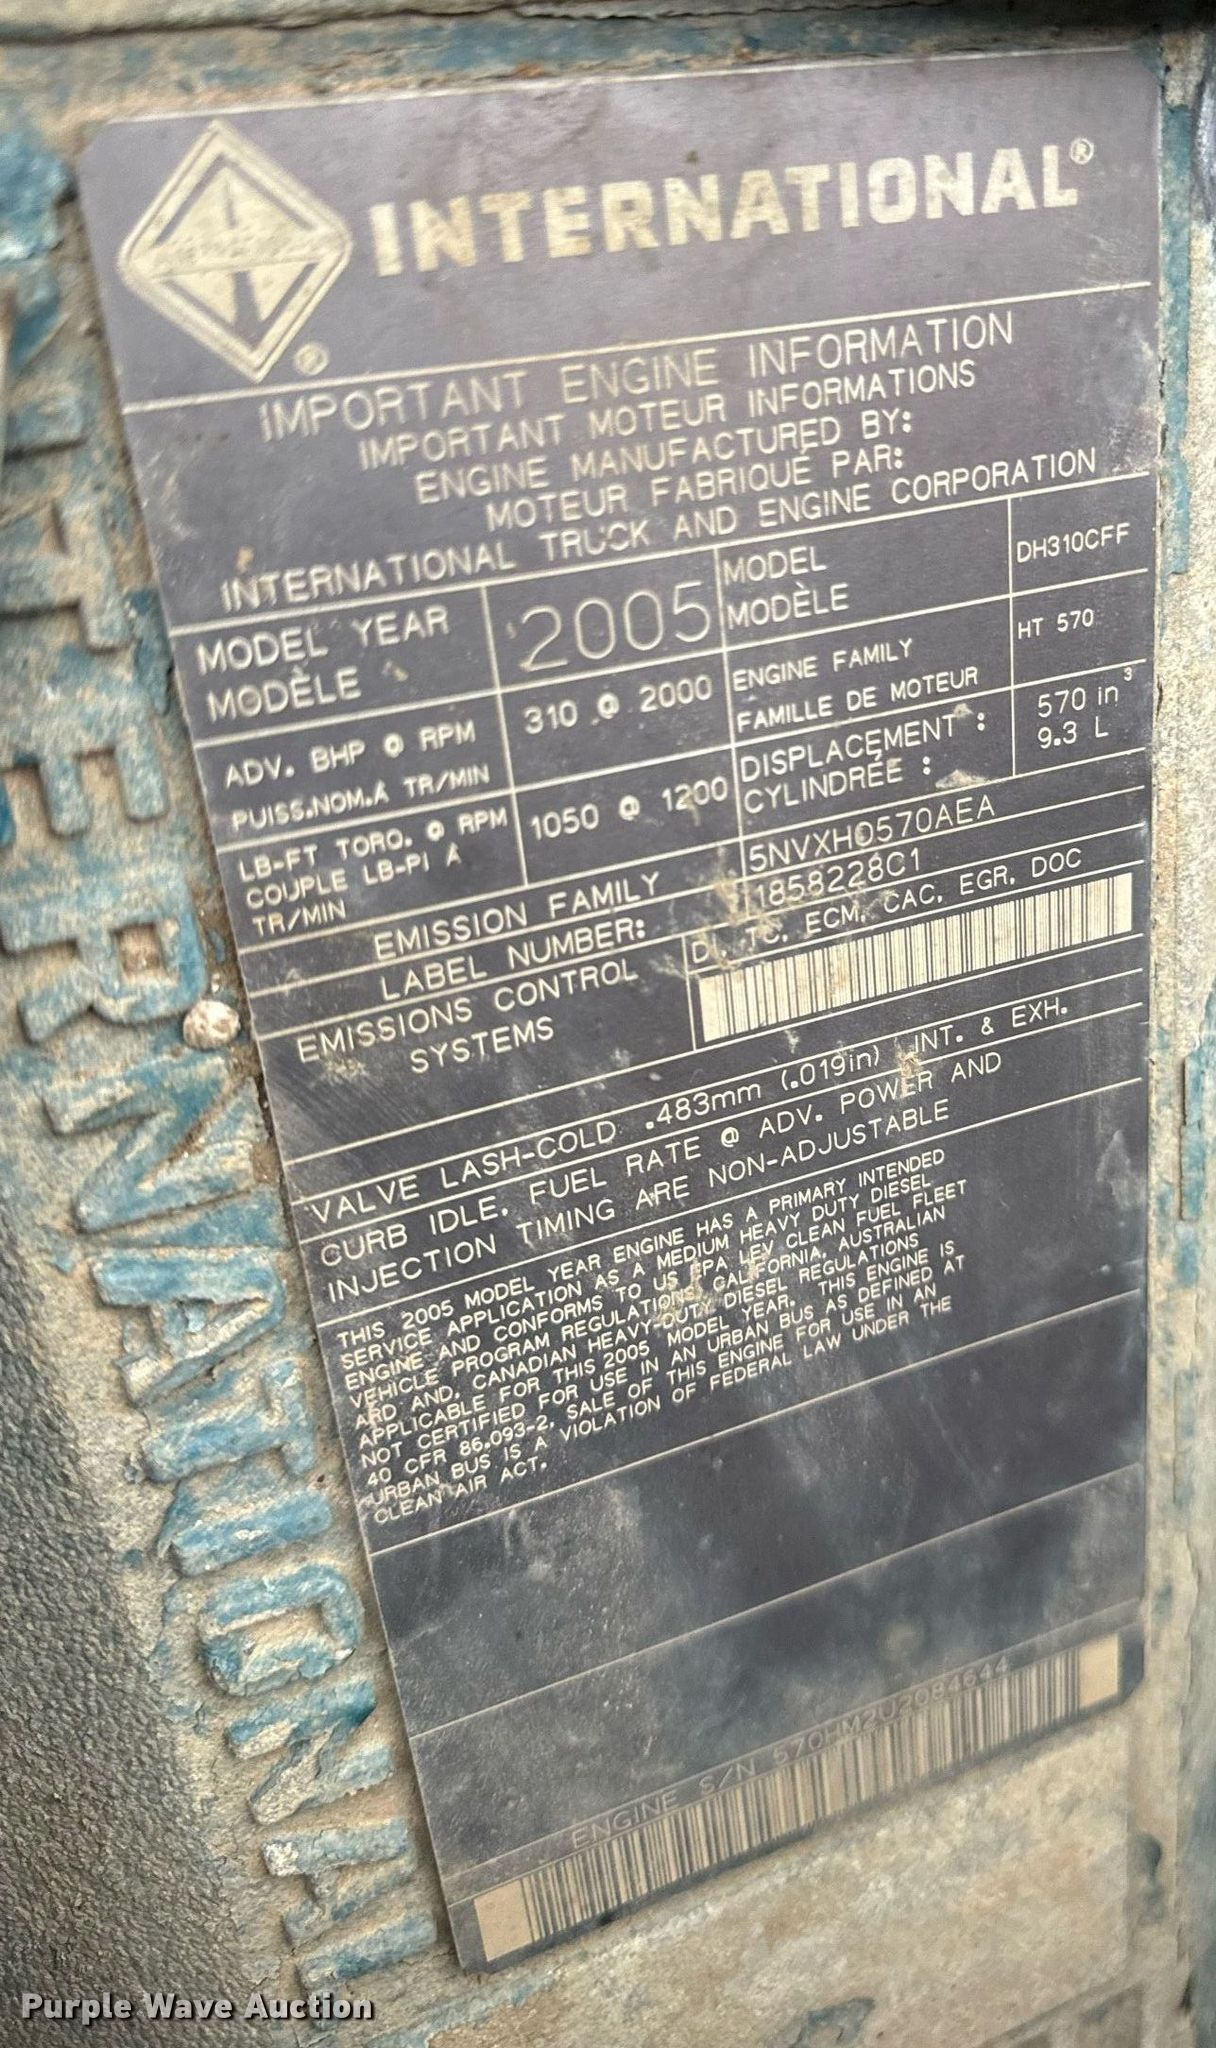 INTERNATIONAL®
®
IMPORTANT ENGINE INFORMATION
IMPORTANT MOTEUR INFORMATIONS
ENGINE MANUFACTURED BY:
MOTEUR FABRIQUÉ PAR:
INTERNATIONAL TRUCK AND ENGINE CORPORATION
MODEL YEAR
MODÈLE
2005
MODEL
MODÈLE
DH310CFF
ADV. BHP @ RPM
PUISS.NOM.A TR/MIN
310 @ 2000
ENGINE FAMILY
FAMILLE DE MOTEUR
HT 570
LB-FT TORQ. @ RPM
COUPLE LB-PI A
TR/MIN
1050 @ 1200
DISPLACEMENT :
CYLINDRÉE :
570 in³
9.3 L
EMISSION FAMILY
5NVXH0570AEA
LABEL NUMBER:
1858228C1
EMISSIONS CONTROL
SYSTEMS
DI, TC, ECM, CAC, EGR, DOC
VALVE LASH-COLD .483mm (.019in) INT. & EXH.
CURB IDLE, FUEL RATE @ ADV. POWER AND
INJECTION TIMING ARE NON-ADJUSTABLE
THIS 2005 MODEL YEAR ENGINE HAS A PRIMARY INTENDED
SERVICE APPLICATION AS A MEDIUM HEAVY DUTY DIESEL
ENGINE AND CONFORMS TO US EPA LEV CLEAN FUEL FLEET
VEHICLE PROGRAM REGULATIONS, CALIFORNIA, AUSTRALIAN
ARD AND, CANADIAN HEAVY-DUTY DIESEL REGULATIONS
APPLICABLE FOR THIS 2005 MODEL YEAR. THIS ENGINE IS
NOT CERTIFIED FOR USE IN AN URBAN BUS AS DEFINED AT
40 CFR 86.093-2. SALE OF THIS ENGINE FOR USE IN AN
URBAN BUS IS A VIOLATION OF FEDERAL LAW UNDER THE
CLEAN AIR ACT.
ENGINE S/N 570HM2U2084644
INTERNATIONAL
Purple Wave Auction